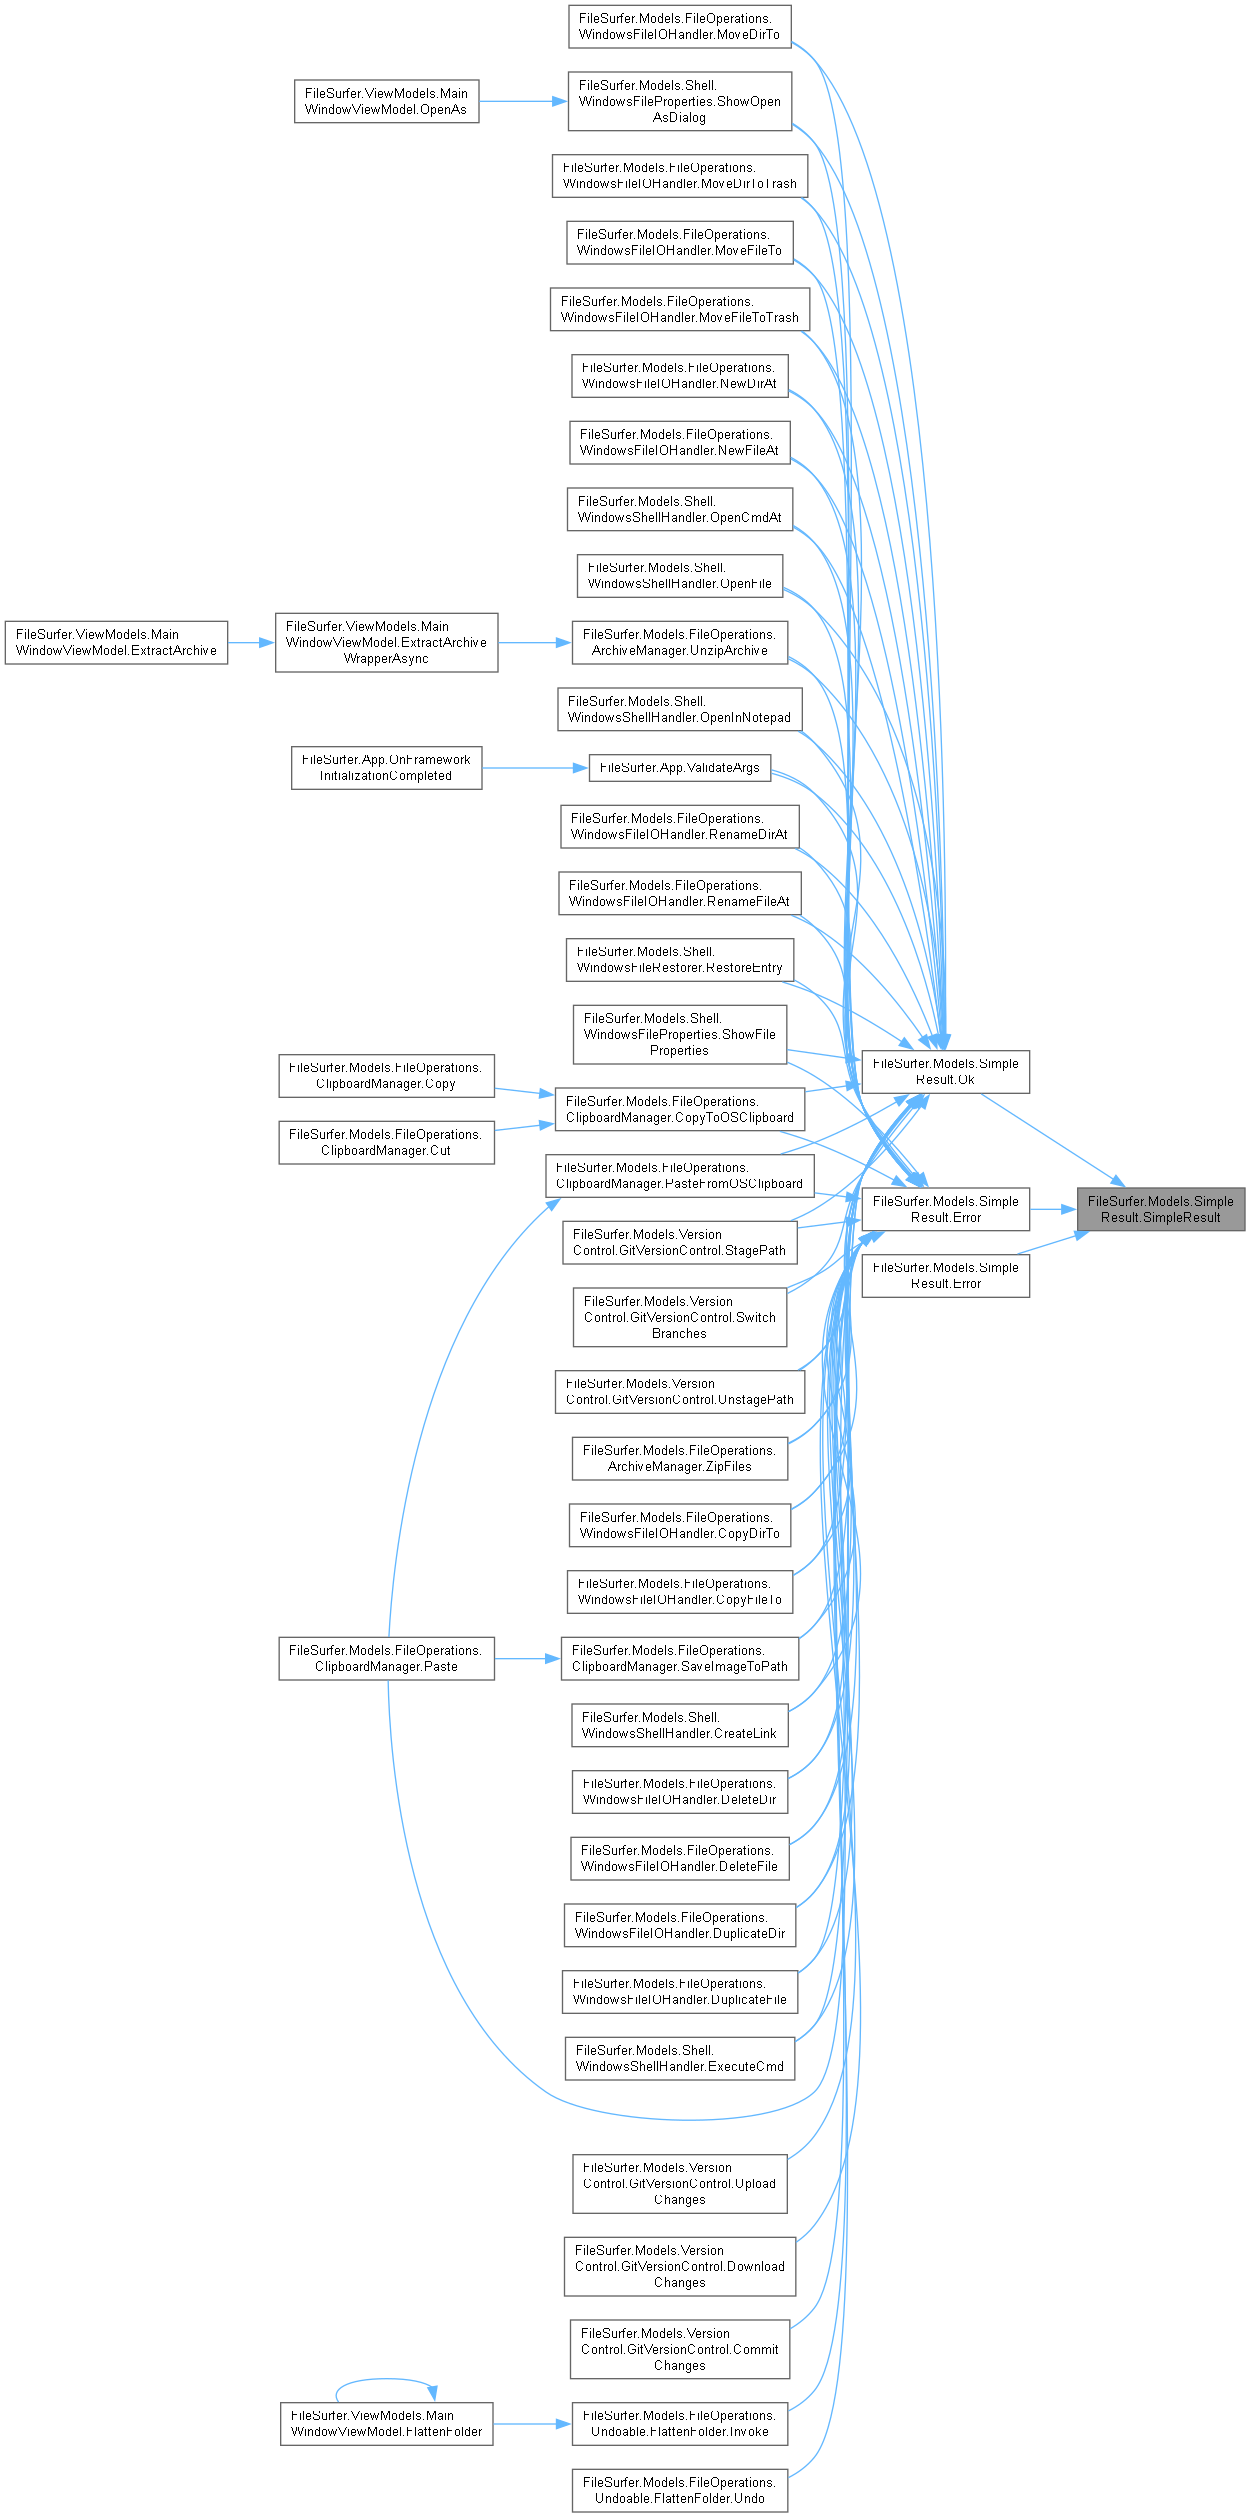 FileSurfer.Models.FileOperations.
WindowsFileIOHandler.MoveDirTo
FileSurfer.ViewModels.Main
WindowViewModel.OpenAs
FileSurfer.Models.Shell.
WindowsFileProperties.ShowOpen
AsDialog
FileSurfer.Models.FileOperations.
WindowsFileIOHandler.MoveDirToTrash
FileSurfer.Models.FileOperations.
WindowsFileIOHandler.MoveFileTo
FileSurfer.Models.FileOperations.
WindowsFileIOHandler.MoveFileToTrash
FileSurfer.Models.FileOperations.
WindowsFileIOHandler.NewDirAt
FileSurfer.Models.FileOperations.
WindowsFileIOHandler.NewFileAt
FileSurfer.Models.Shell.
WindowsShellHandler.OpenCmdAt
FileSurfer.Models.Shell.
WindowsShellHandler.OpenFile
FileSurfer.ViewModels.Main
WindowViewModel.ExtractArchive
FileSurfer.ViewModels.Main
WindowViewModel.ExtractArchive
WrapperAsync
FileSurfer.Models.FileOperations.
ArchiveManager.UnzipArchive
FileSurfer.Models.Shell.
WindowsShellHandler.OpenInNotepad
FileSurfer.App.OnFramework
InitializationCompleted
FileSurfer.App.ValidateArgs
FileSurfer.Models.FileOperations.
WindowsFileIOHandler.RenameDirAt
FileSurfer.Models.FileOperations.
WindowsFileIOHandler.RenameFileAt
FileSurfer.Models.Shell.
WindowsFileRestorer.RestoreEntry
FileSurfer.Models.Shell.
WindowsFileProperties.ShowFile
Properties
FileSurfer.Models.Simple
Result.Ok
FileSurfer.Models.FileOperations.
ClipboardManager.Copy
FileSurfer.Models.FileOperations.
ClipboardManager.CopyToOSClipboard
FileSurfer.Models.FileOperations.
ClipboardManager.Cut
FileSurfer.Models.FileOperations.
ClipboardManager.PasteFromOSClipboard
FileSurfer.Models.Simple
Result.Error
FileSurfer.Models.Simple
Result.SimpleResult
FileSurfer.Models.Version
Control.GitVersionControl.StagePath
FileSurfer.Models.Simple
Result.Error
FileSurfer.Models.Version
Control.GitVersionControl.Switch
Branches
FileSurfer.Models.Version
Control.GitVersionControl.UnstagePath
FileSurfer.Models.FileOperations.
ArchiveManager.ZipFiles
FileSurfer.Models.FileOperations.
WindowsFileIOHandler.CopyDirTo
FileSurfer.Models.FileOperations.
WindowsFileIOHandler.CopyFileTo
FileSurfer.Models.FileOperations.
ClipboardManager.Paste
FileSurfer.Models.FileOperations.
ClipboardManager.SaveImageToPath
FileSurfer.Models.Shell.
WindowsShellHandler.CreateLink
FileSurfer.Models.FileOperations.
WindowsFileIOHandler.DeleteDir
FileSurfer.Models.FileOperations.
WindowsFileIOHandler.DeleteFile
FileSurfer.Models.FileOperations.
WindowsFileIOHandler.DuplicateDir
FileSurfer.Models.FileOperations.
WindowsFileIOHandler.DuplicateFile
FileSurfer.Models.Shell.
WindowsShellHandler.ExecuteCmd
FileSurfer.Models.Version
Control.GitVersionControl.Upload
Changes
FileSurfer.Models.Version
Control.GitVersionControl.Download
Changes
FileSurfer.Models.Version
Control.GitVersionControl.Commit
Changes
FileSurfer.ViewModels.Main
WindowViewModel.FlattenFolder
FileSurfer.Models.FileOperations.
Undoable.FlattenFolder.Invoke
FileSurfer.Models.FileOperations.
Undoable.FlattenFolder.Undo